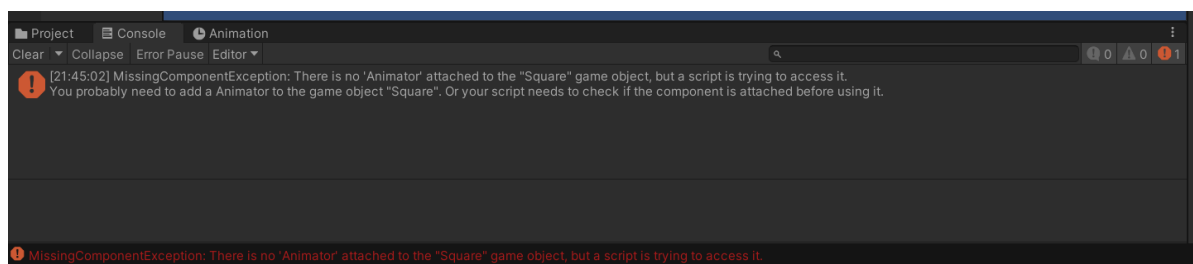 Project Console Animation
Clear Collapse Error Pause Editor 0 0 1
[21:45:02] MissingComponentException: There is no 'Animator' attached to the "Square" game object, but a script is trying to access it.
You probably need to add a Animator to the game object "Square". Or your script needs to check if the component is attached before using it.
MissingComponentException: There is no 'Animator' attached to the "Square" game object, but a script is trying to access it.